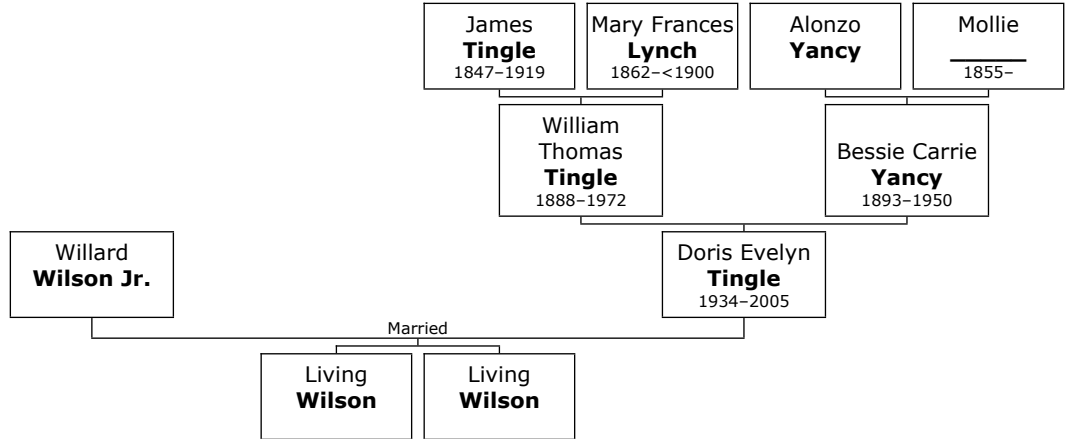 James
Tingle
1847–1919
Mary Frances
Lynch
1862–<1900
Alonzo
Yancy
Mollie
________
1855–
William
Thomas
Tingle
1888–1972
Bessie Carrie
Yancy
1893–1950
Willard
Wilson Jr.
Doris Evelyn
Tingle
1934–2005
Married
Living
Wilson
Living
Wilson